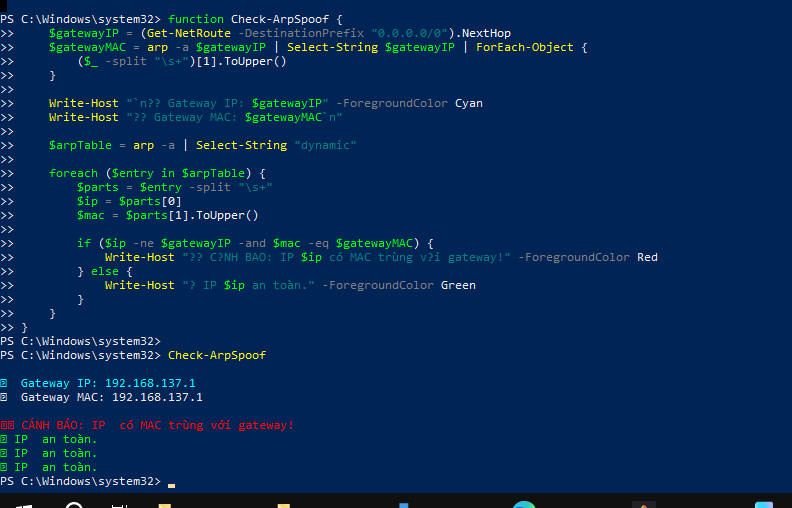 PS C:\Windows\system32> function Check-ArpSpoof {
>>     $gatewayIP = (Get-NetRoute -DestinationPrefix "0.0.0.0/0").NextHop
>>     $gatewayMAC = arp -a $gatewayIP | Select-String $gatewayIP | ForEach-Object {
>>         ($_ -split "\s+")[1].ToUpper()
>>     }
>>
>>     Write-Host "`n?? Gateway IP: $gatewayIP" -ForegroundColor Cyan
>>     Write-Host "?? Gateway MAC: $gatewayMAC`n"
>>
>>     $arpTable = arp -a | Select-String "dynamic"
>>
>>     foreach ($entry in $arpTable) {
>>         $parts = $entry -split "\s+"
>>         $ip = $parts[0]
>>         $mac = $parts[1].ToUpper()
>>
>>         if ($ip -ne $gatewayIP -and $mac -eq $gatewayMAC) {
>>             Write-Host "?? C?NH BÁO: IP $ip có MAC trùng v?i gateway!" -ForegroundColor Red
>>         } else {
>>             Write-Host "? IP $ip an toàn." -ForegroundColor Green
>>         }
>>     }
>> }
PS C:\Windows\system32>
PS C:\Windows\system32> Check-ArpSpoof
Gateway IP: 192.168.137.1
Gateway MAC: 192.168.137.1
CẢNH BÁO: IP  có MAC trùng với gateway!
IP  an toàn.
IP  an toàn.
IP  an toàn.
PS C:\Windows\system32>